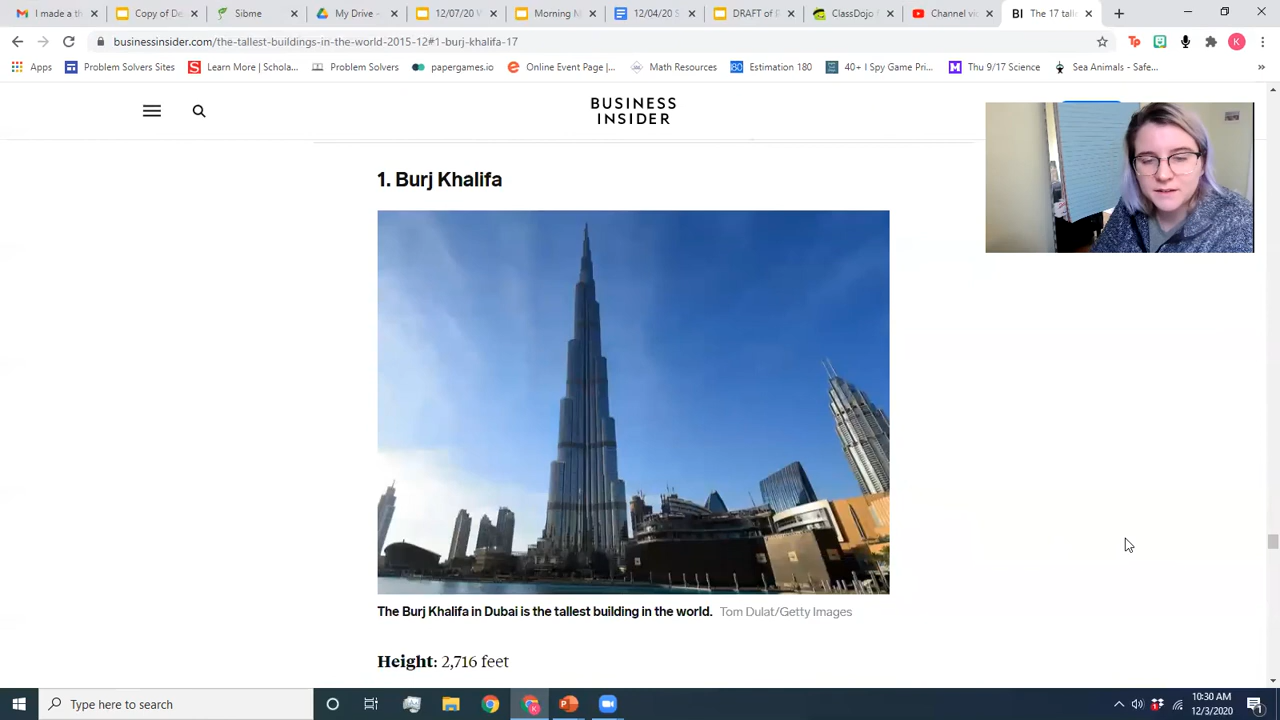 I made a th
Copy of De
Sibme
My Drive -
12/07/20 W
Morning M
12/04/20 S
DRAFT of D
ClassDojo f
Channel vi
BI The 17 tall
businessinsider.com/the-tallest-buildings-in-the-world-2015-12#1-burj-khalifa-17
Apps
Problem Solvers Sites
Learn More | Schola...
Problem Solvers
papergames.io
Online Event Page |...
Math Resources
Estimation 180
40+ I Spy Game Pri...
Thu 9/17 Science
Sea Animals - Safe...
»
BUSINESS
INSIDER
1. Burj Khalifa
The Burj Khalifa in Dubai is the tallest building in the world. Tom Dulat/Getty Images
Height: 2,716 feet
Type here to search
10:30 AM
12/3/2020